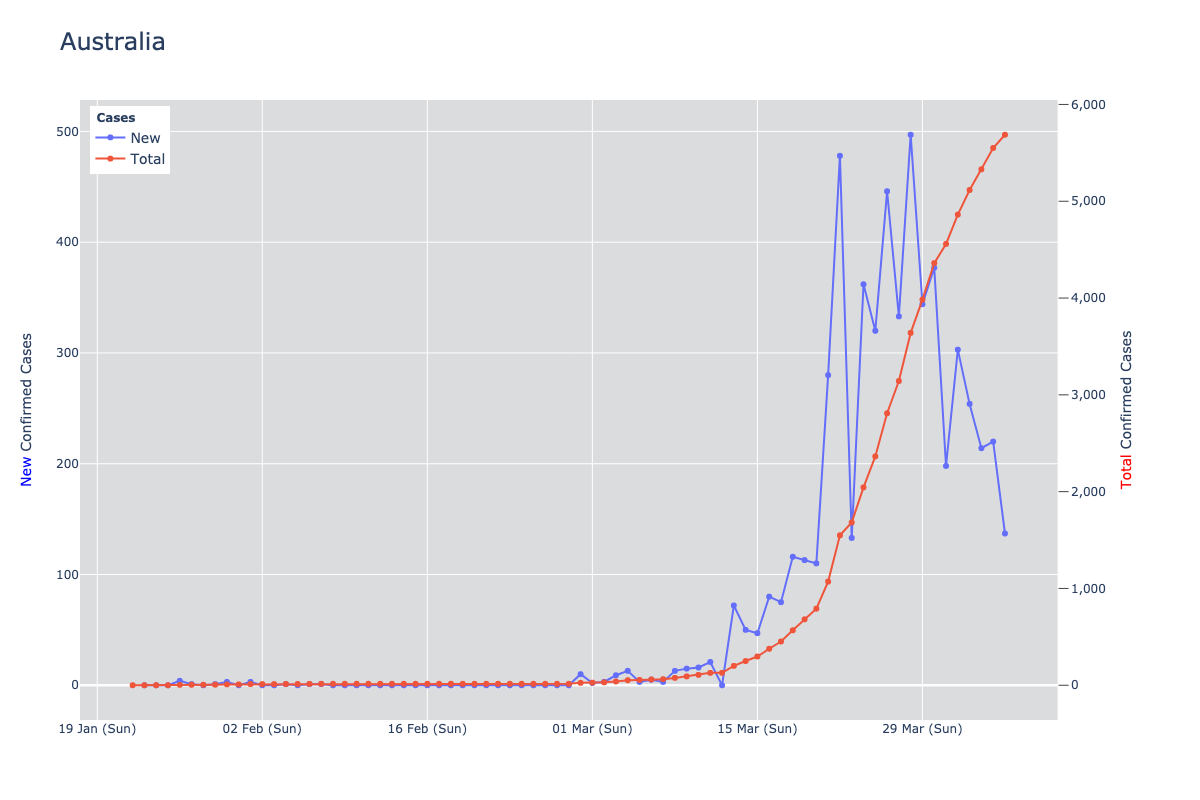 Australia
Cases
New
Total
500
400
300
200
100
0
6,000
5,000
4,000
3,000
2,000
1,000
0
New Confirmed Cases
Total Confirmed Cases
19 Jan (Sun)
02 Feb (Sun)
16 Feb (Sun)
01 Mar (Sun)
15 Mar (Sun)
29 Mar (Sun)